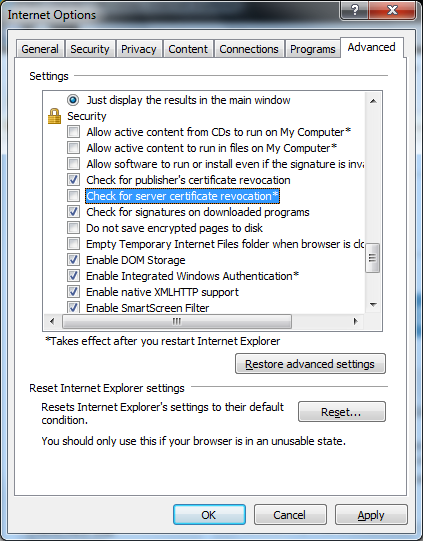 Internet Options
General Security Privacy Content Connections Programs Advanced
Settings
Just display the results in the main window
Security
Allow active content from CDs to run on My Computer*
Allow active content to run in files on My Computer*
Allow software to run or install even if the signature is inva
Check for publisher's certificate revocation
Check for server certificate revocation*
Check for signatures on downloaded programs
Do not save encrypted pages to disk
Empty Temporary Internet Files folder when browser is clo
Enable DOM Storage
Enable Integrated Windows Authentication*
Enable native XMLHTTP support
Enable SmartScreen Filter
*Takes effect after you restart Internet Explorer
Restore advanced settings
Reset Internet Explorer settings
Resets Internet Explorer's settings to their default
condition.
Reset...
You should only use this if your browser is in an unusable state.
OK Cancel Apply